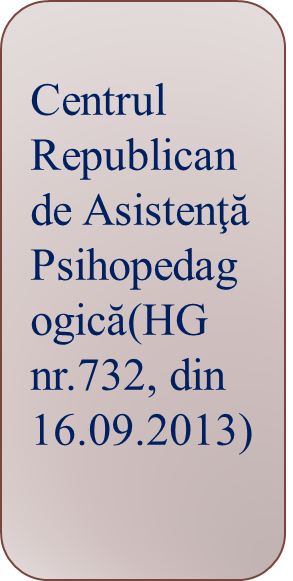 Centrul
Republican
de Asistenţă
Psihopedag
ogică(HG
nr.732, din
16.09.2013)